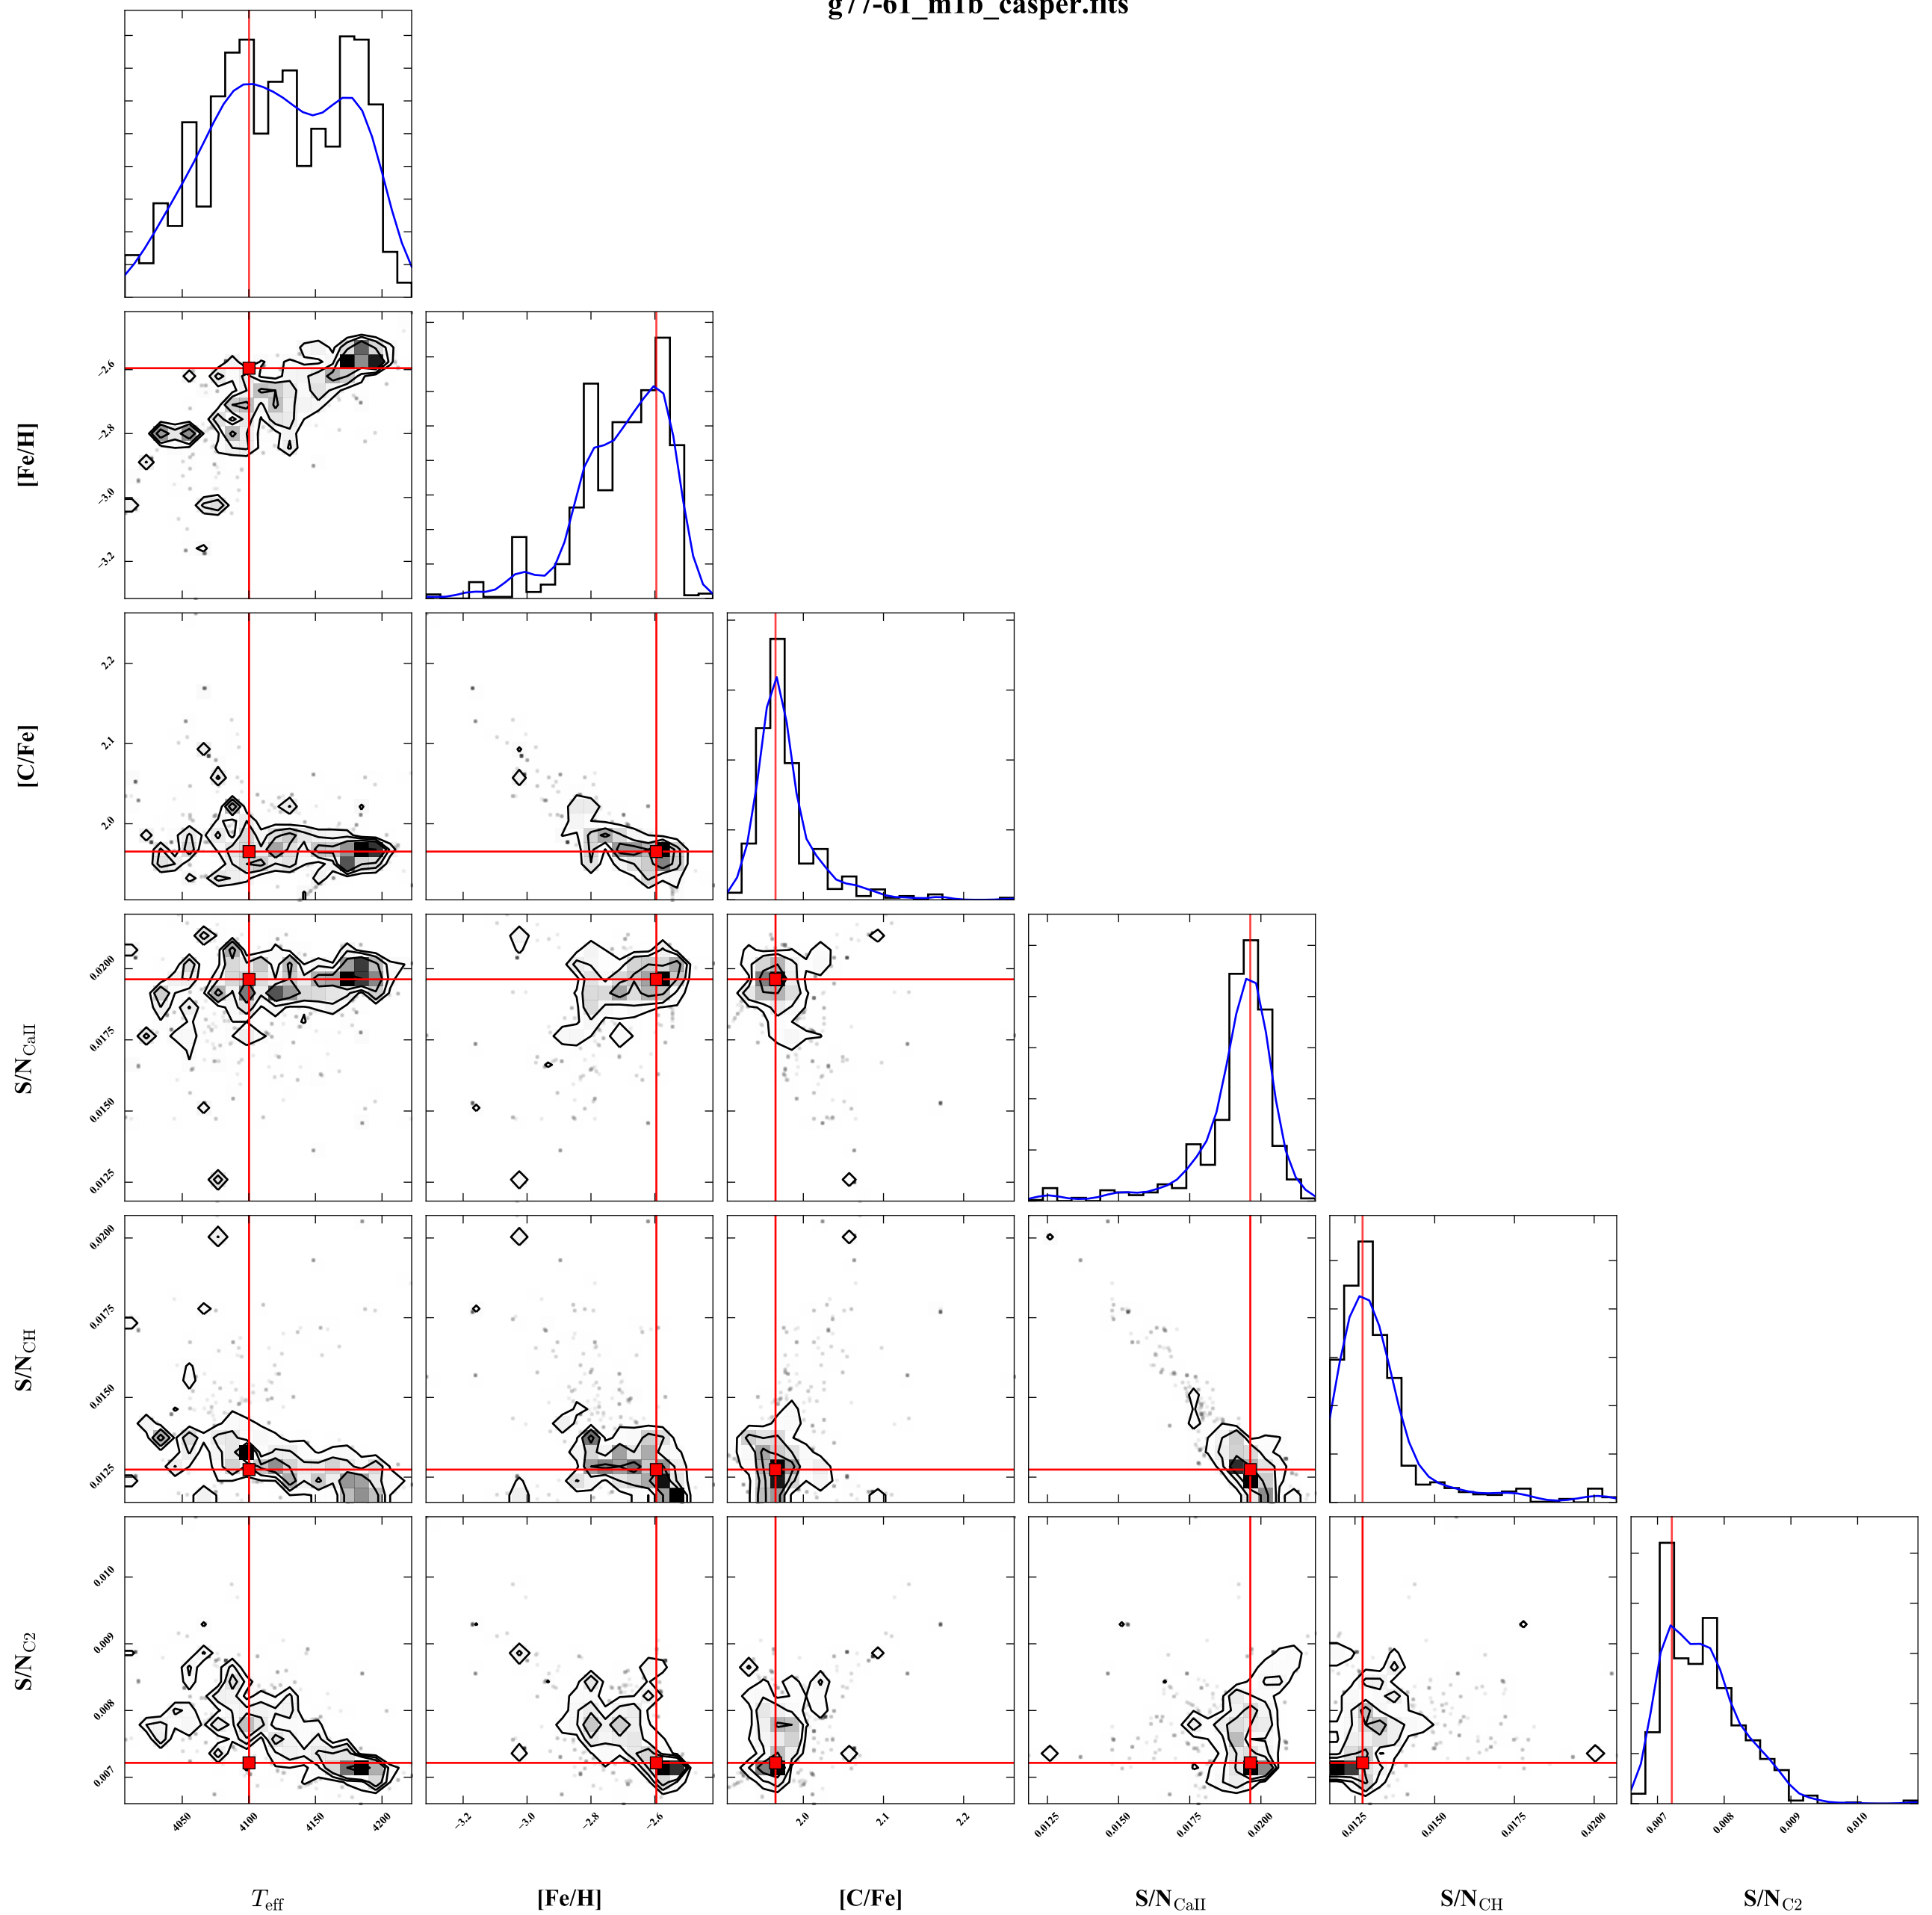 g77-61_m1b_casper.fits
[Fe/H]
−2.6
−2.8
−3.0
−3.2
[C/Fe]
2.2
2.1
2.0
S/N_CaII
0.0200
0.0175
0.0150
0.0125
S/N_CH
0.0200
0.0175
0.0150
0.0125
S/N_C2
0.010
0.009
0.008
0.007
4050 4100 4150 4200 −3.2 −3.0 −2.8 −2.6 2.0 2.1 2.2 0.0125 0.0150 0.0175 0.0200 0.0125 0.0150 0.0175 0.0200 0.007 0.008 0.009 0.010
T_eff [Fe/H] [C/Fe] S/N_CaII S/N_CH S/N_C2